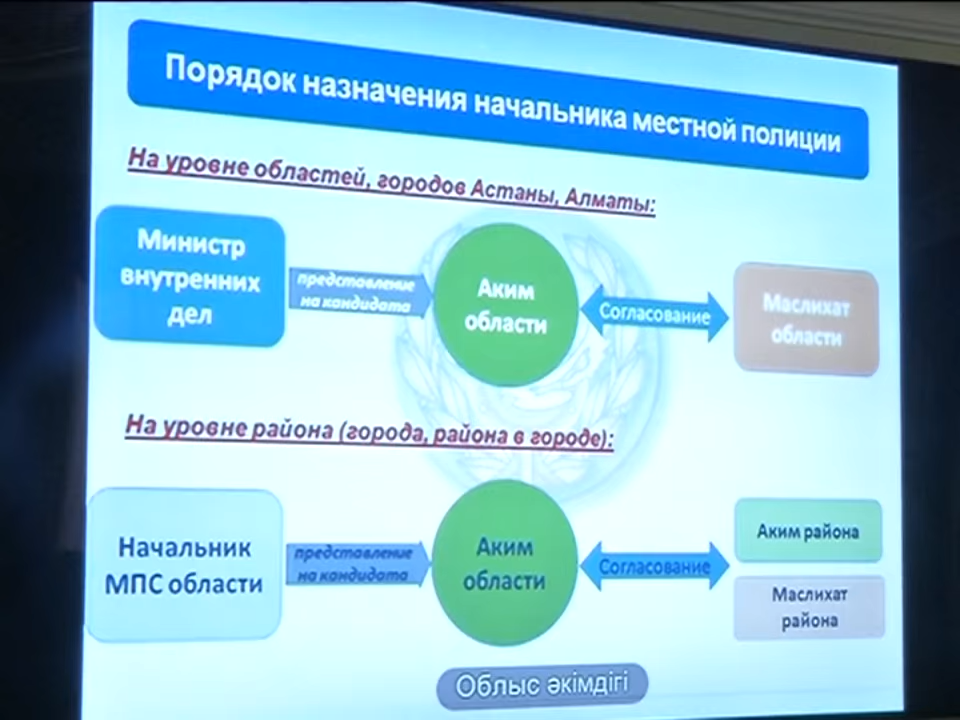 Порядок назначения начальника местной полиции
На уровне областей, городов Астаны, Алматы:
Министр
внутренних
дел
представление
на кандидата
Аким
области
Согласование
Маслихат
области
На уровне района (города, района в городе):
Начальник
МПС области
представление
на кандидата
Аким
области
Согласование
Аким района
Маслихат
района
Облыс әкімдігі